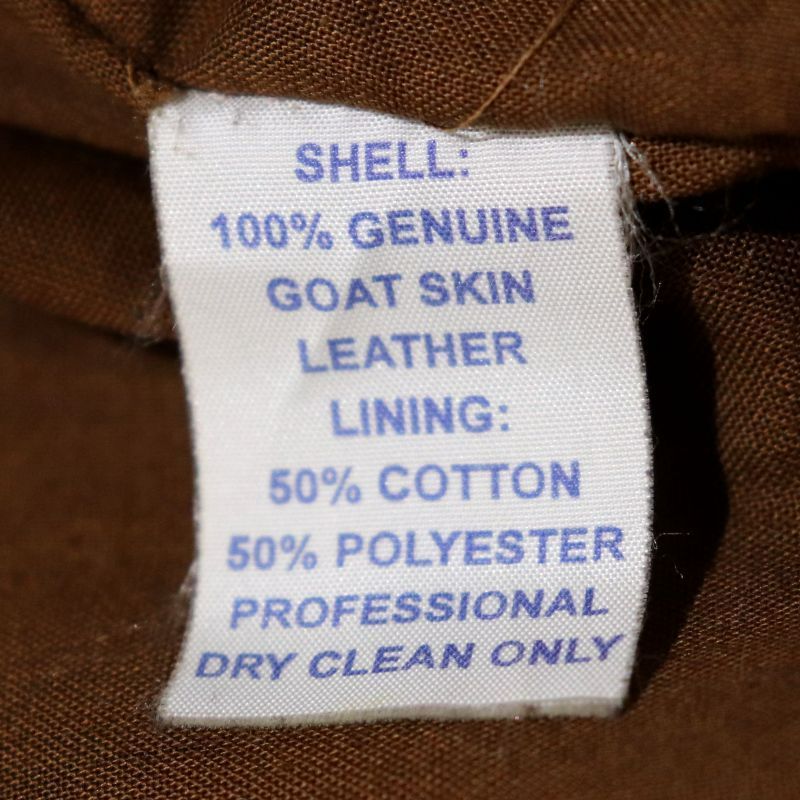 SHELL:
100% GENUINE
GOAT SKIN
LEATHER
LINING:
50% COTTON
50% POLYESTER
PROFESSIONAL
DRY CLEAN ONLY